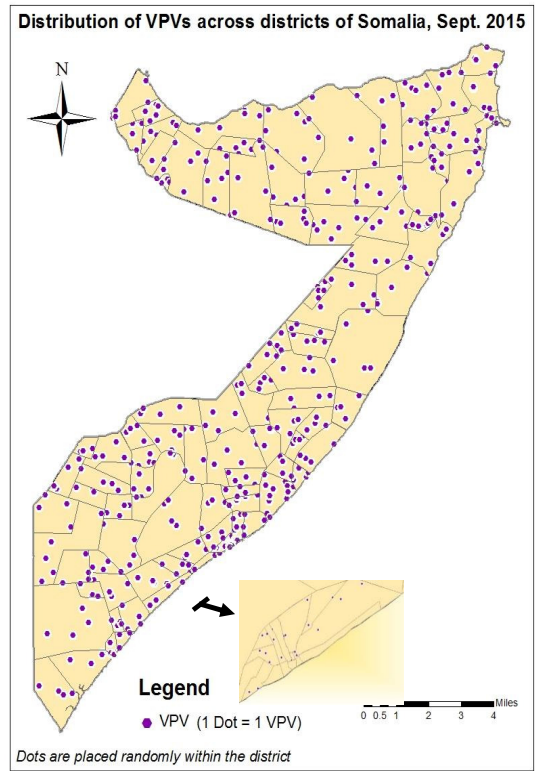 Distribution of VPVs across districts of Somalia, Sept. 2015
N
Legend
VPV (1 Dot = 1 VPV)
Miles
0 0.5 1 2 3 4
Dots are placed randomly within the district